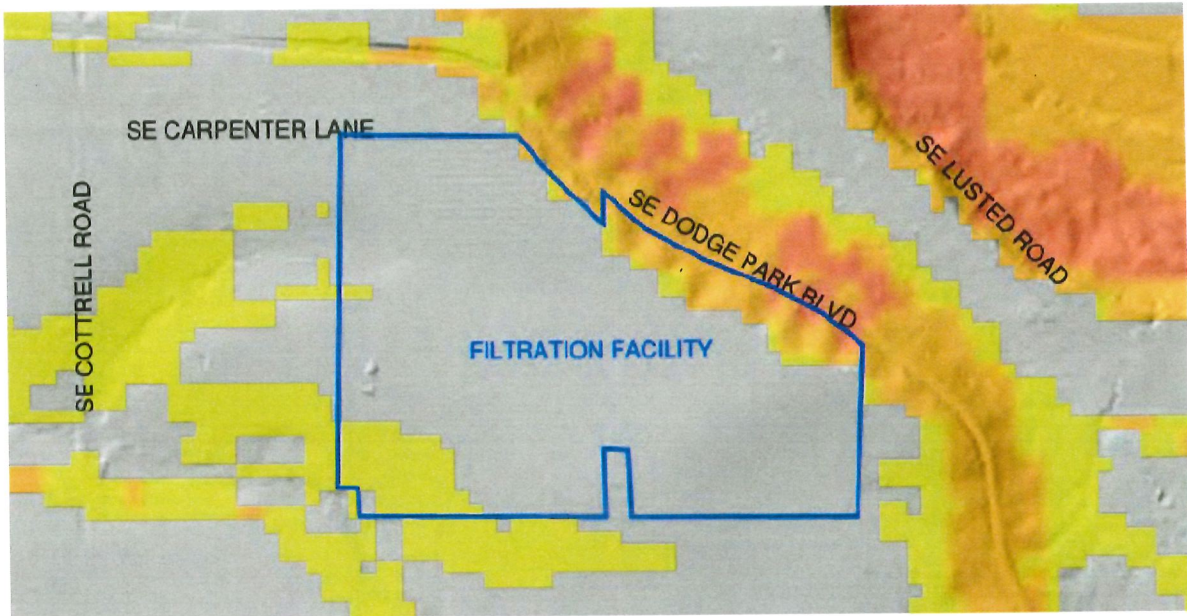 SE CARPENTER LANE
SE COTTRELL ROAD
SE DODGE PARK BLVD
SE LUSTED ROAD
FILTRATION FACILITY